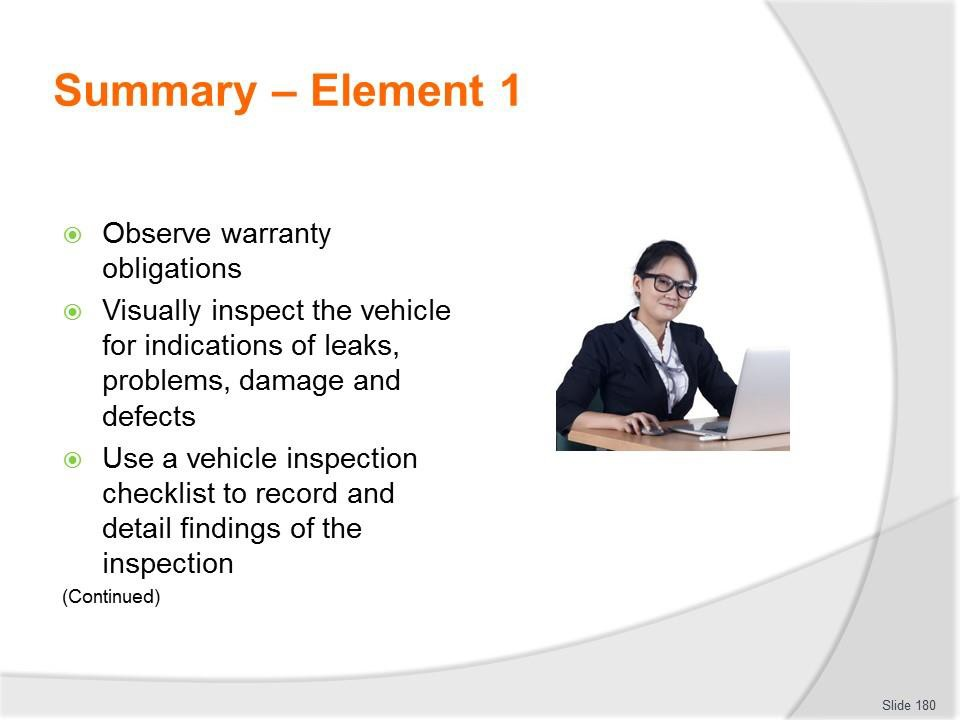 Summary – Element 1
Observe warranty
obligations
Visually inspect the vehicle
for indications of leaks,
problems, damage and
defects
Use a vehicle inspection
checklist to record and
detail findings of the
inspection
(Continued)
Slide 180